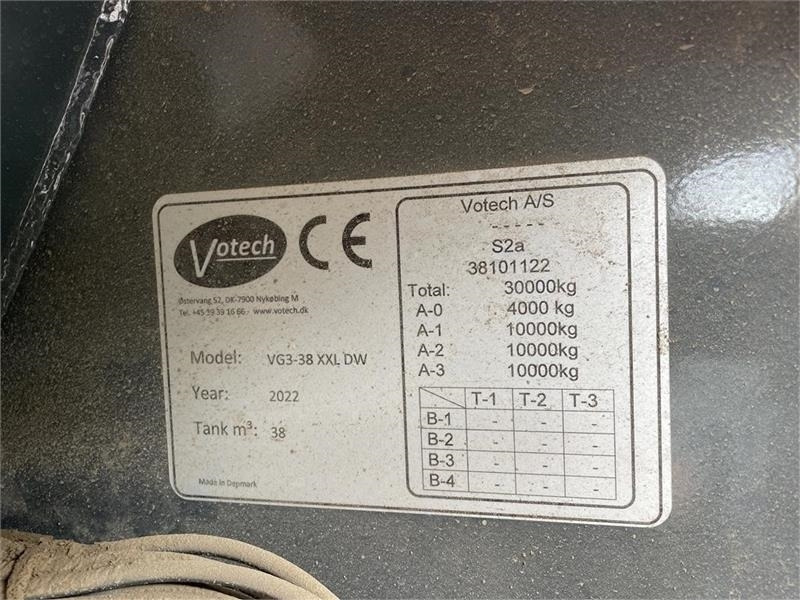 Votech CE
Østervang 52, DK-7900 Nykøbing M
Tel. +45 39 39 16 66 - www.votech.dk
Model: VG3-38 XXL DW
Year: 2022
Tank m³: 38
Made in Denmark
Votech A/S
- - - - -
S2a
38101122
Total: 30000kg
A-0 4000 kg
A-1 10000kg
A-2 10000kg
A-3 10000kg
T-1 T-2 T-3
B-1 - - -
B-2 - - -
B-3 - - -
B-4 - - -